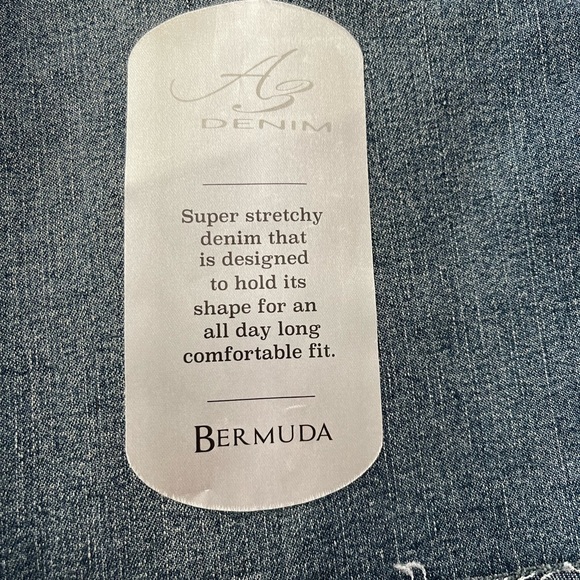 AG
DENIM
Super stretchy
denim that
is designed
to hold its
shape for an
all day long
comfortable fit.
BERMUDA